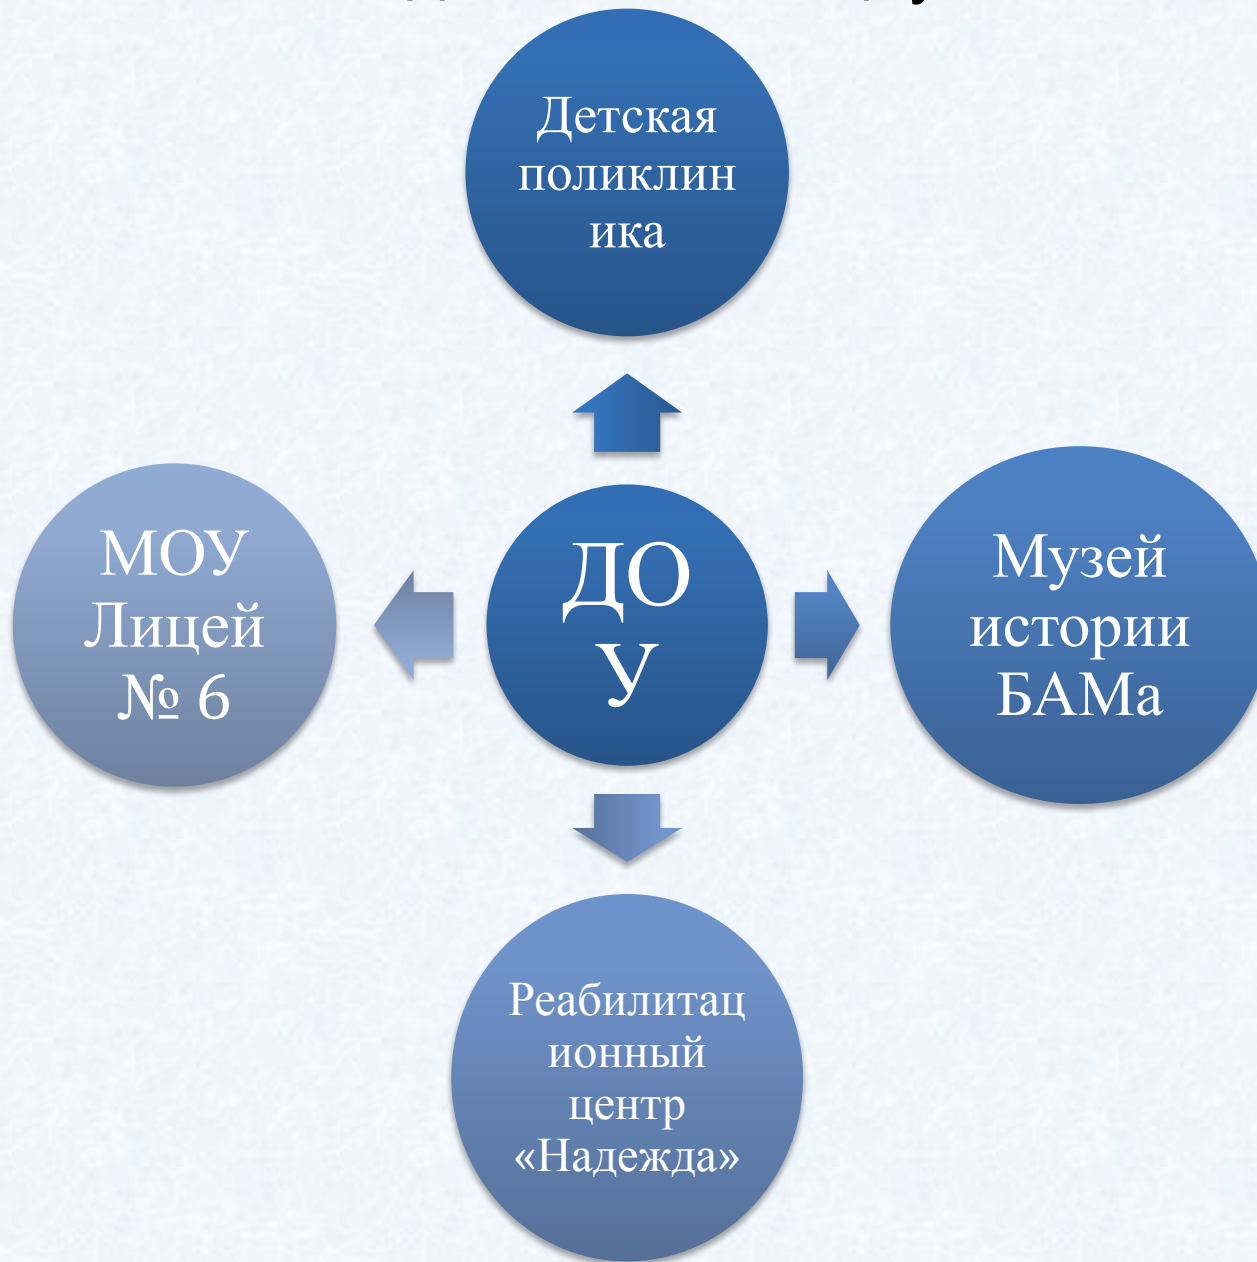 Детская
поликлин
ика
МОУ
Лицей
№ 6
ДО
У
Музей
истории
БАМа
Реабилитац
ионный
центр
«Надежда»